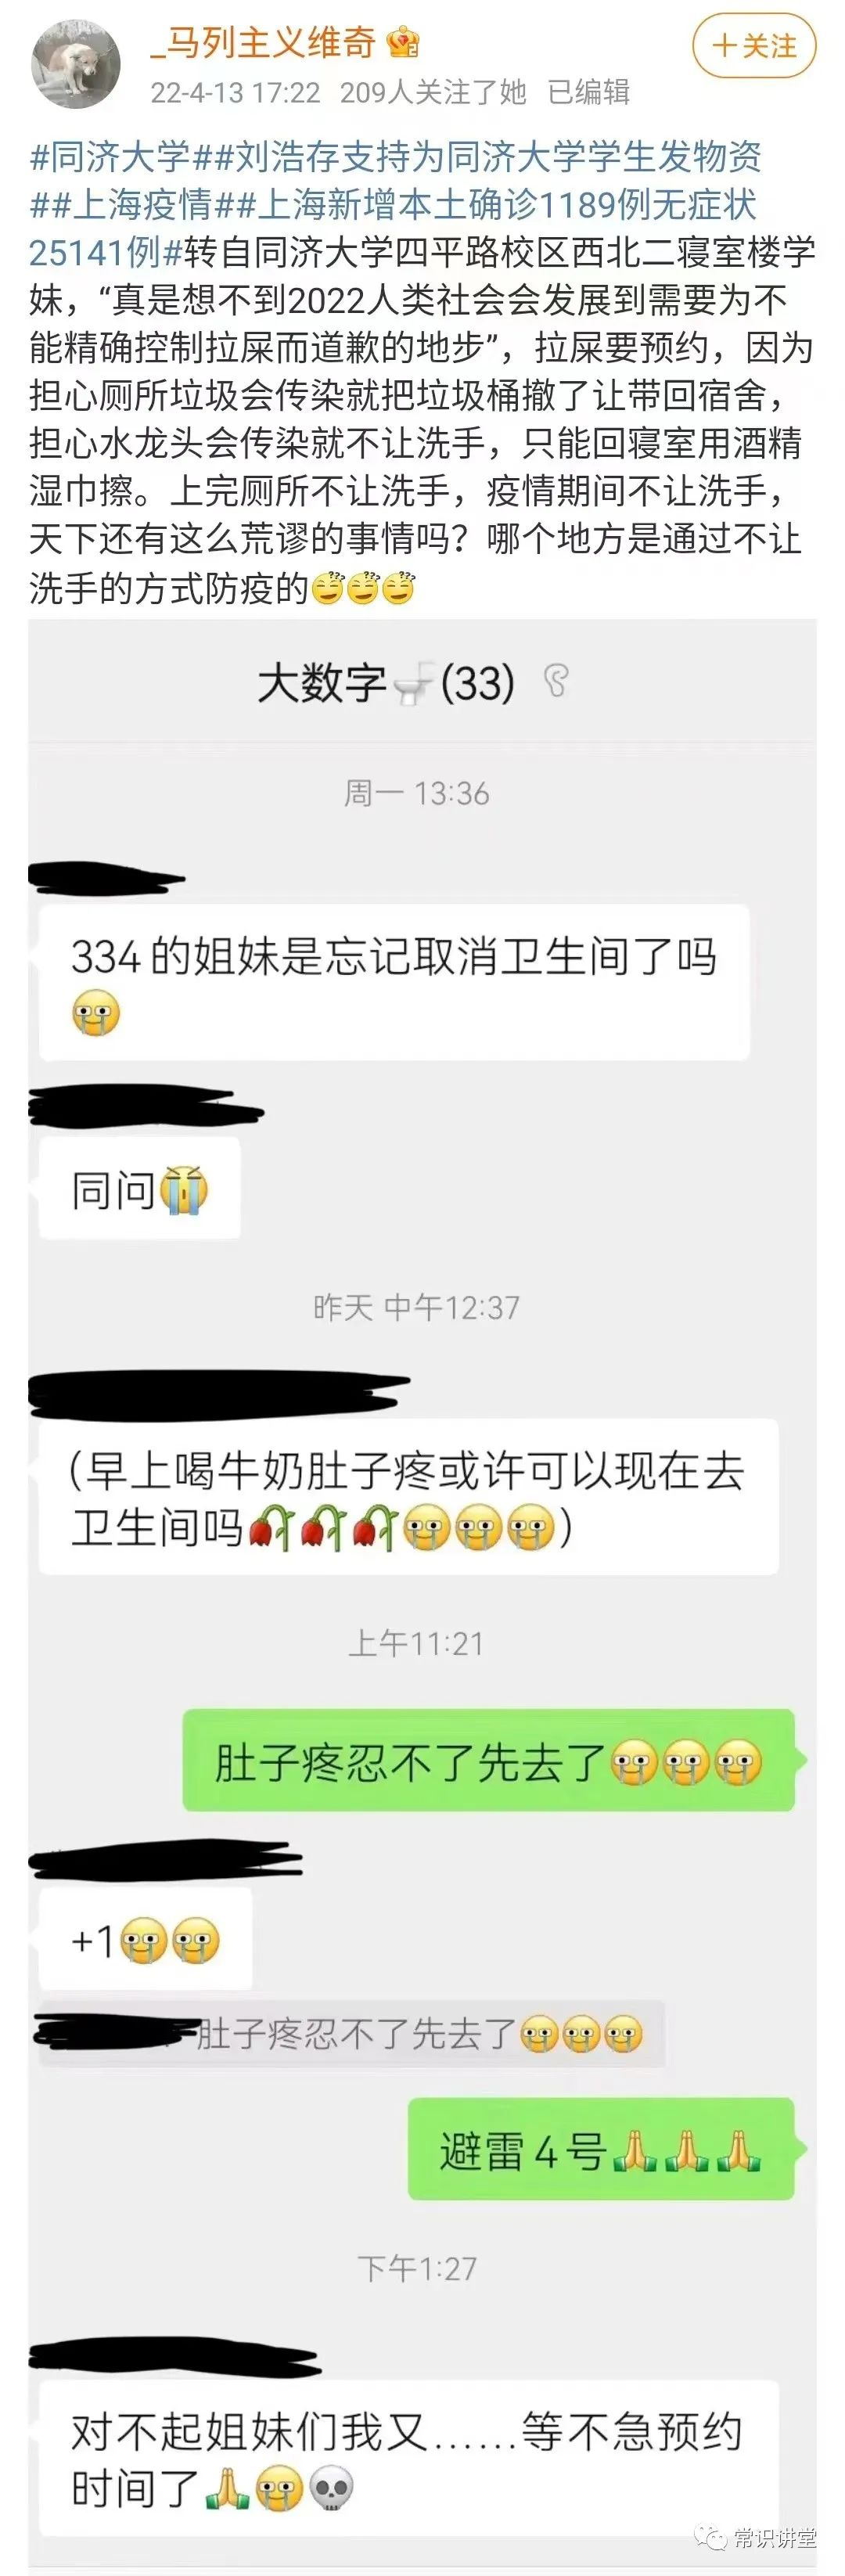 _马列主义维奇
+关注
22-4-13 17:22 209人关注了她 已编辑
#同济大学##刘浩存支持为同济大学学生发物资
##上海疫情##上海新增本土确诊1189例无症状
25141例#转自同济大学四平路校区西北二寝室楼学
妹，“真是想不到2022人类社会会发展到需要为不
能精确控制拉屎而道歉的地步”，拉屎要预约，因为
担心厕所垃圾会传染就把垃圾桶撤了让带回宿舍，
担心水龙头会传染就不让洗手，只能回寝室用酒精
湿巾擦。上完厕所不让洗手，疫情期间不让洗手，
天下还有这么荒谬的事情吗？哪个地方是通过不让
洗手的方式防疫的
大数字🚽(33)
周一 13:36
334的姐妹是忘记取消卫生间了吗
同问😭
昨天 中午12:37
（早上喝牛奶肚子疼或许可以现在去
卫生间吗🥀🥀🥀）
上午11:21
肚子疼忍不了先去了
+1
肚子疼忍不了先去了
避雷4号🙏🙏🙏
下午1:27
对不起姐妹们我又……等不急预约
时间了🙏💀
常识讲堂